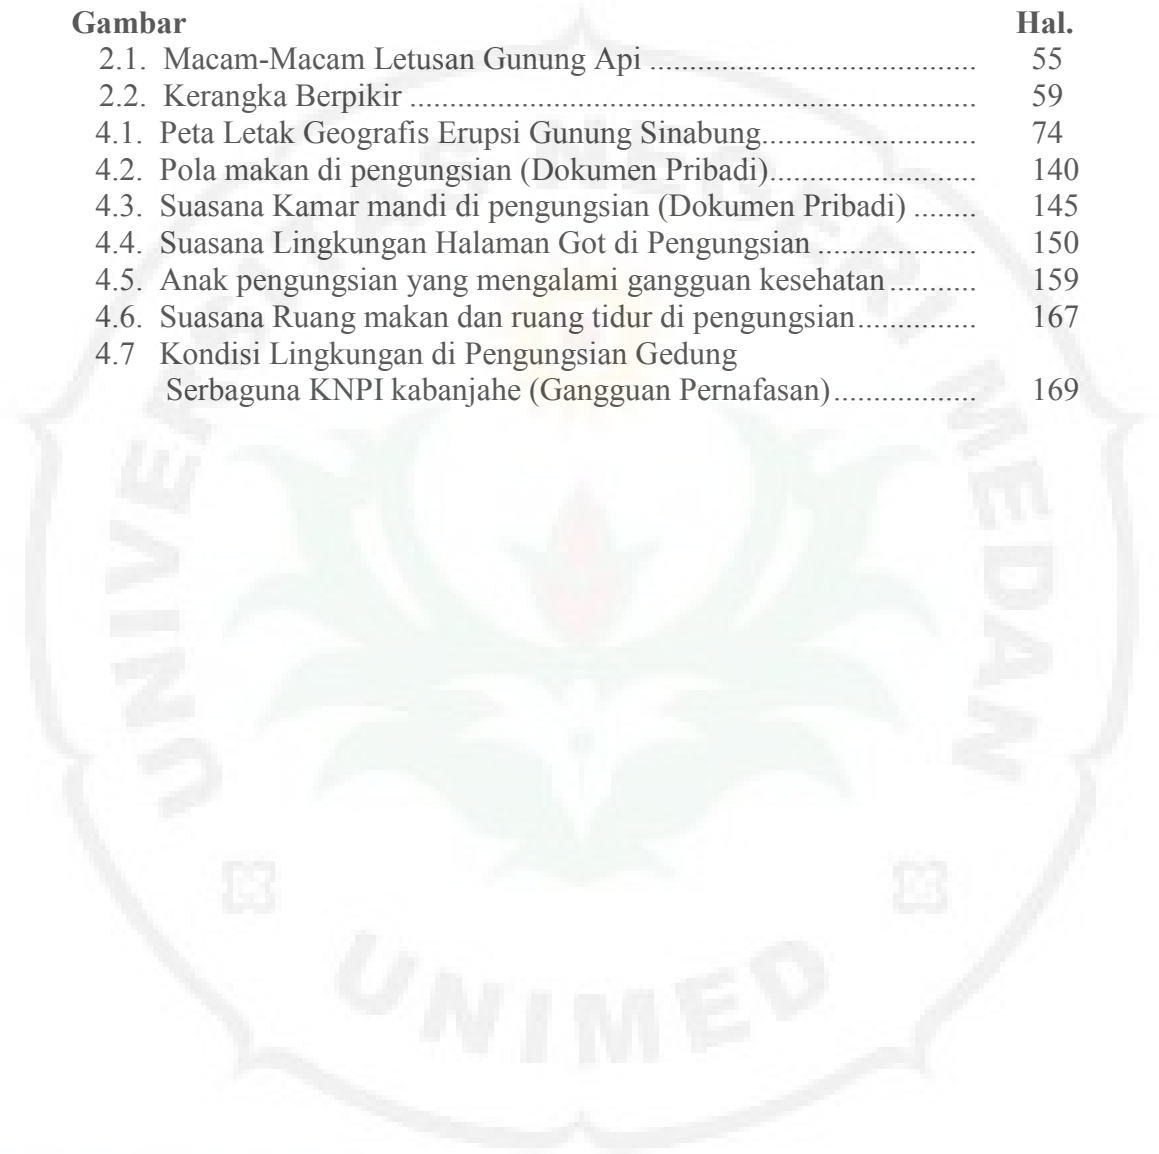 Gambar Hal.
2.1. Macam-Macam Letusan Gunung Api ....................................... 55
2.2. Kerangka Berpikir .................................................................... 59
4.1. Peta Letak Geografis Erupsi Gunung Sinabung.......................... 74
4.2. Pola makan di pengungsian (Dokumen Pribadi)......................... 140
4.3. Suasana Kamar mandi di pengungsian (Dokumen Pribadi) ........ 145
4.4. Suasana Lingkungan Halaman Got di Pengungsian ................... 150
4.5. Anak pengungsian yang mengalami gangguan kesehatan ........... 159
4.6. Suasana Ruang makan dan ruang tidur di pengungsian............... 167
4.7 Kondisi Lingkungan di Pengungsian Gedung
Serbaguna KNPI kabanjahe (Gangguan Pernafasan).................. 169
UNIVERSITAS NEGERI MEDAN
UNIMED